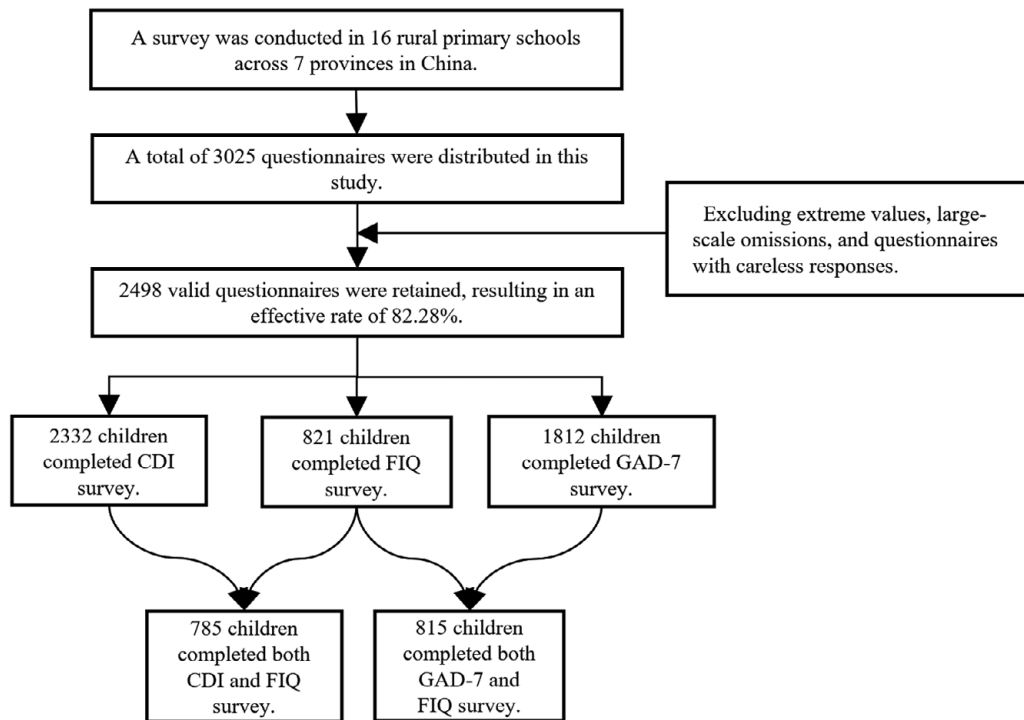 A survey was conducted in 16 rural primary schools
across 7 provinces in China.
A total of 3025 questionnaires were distributed in this
study.
Excluding extreme values, large-
scale omissions, and questionnaires
with careless responses.
2498 valid questionnaires were retained, resulting in an
effective rate of 82.28%.
2332 children
completed CDI
survey.
821 children
completed FIQ
survey.
1812 children
completed GAD-7
survey.
785 children
completed both
CDI and FIQ
survey.
815 children
completed both
GAD-7 and
FIQ survey.